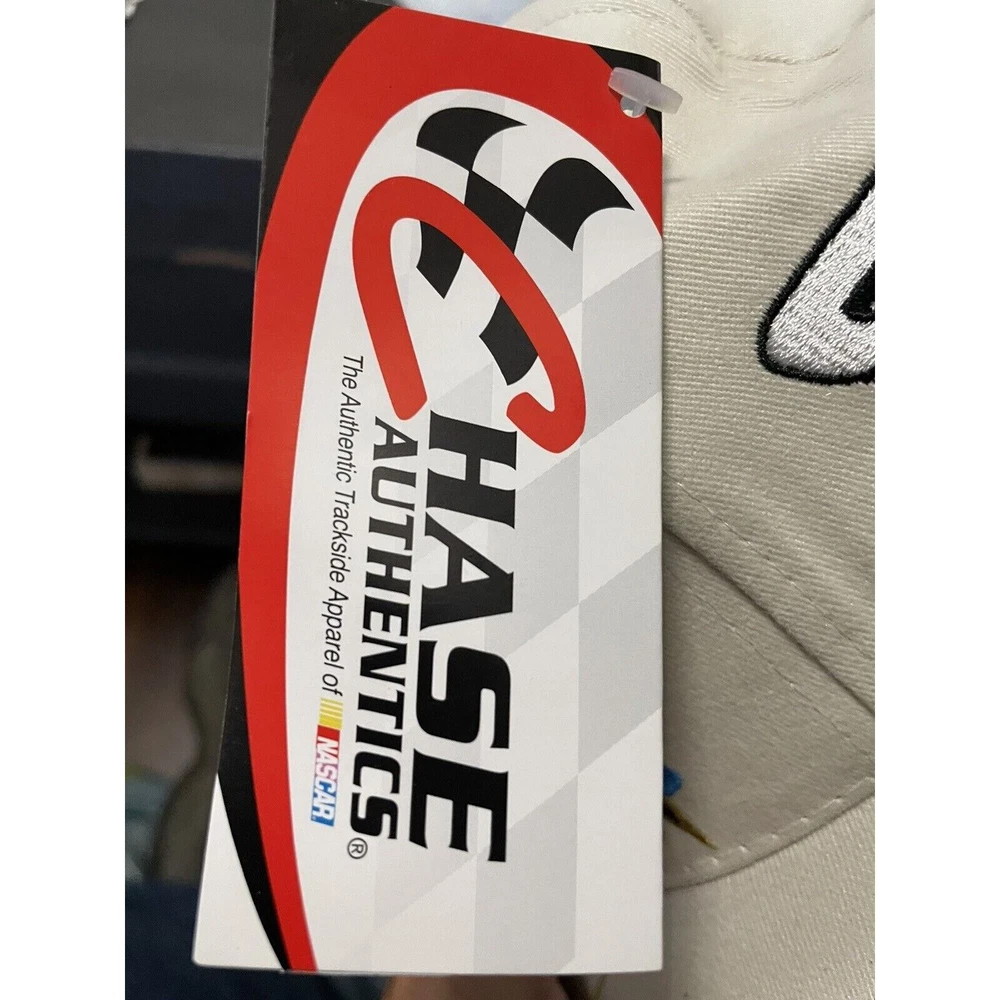 CHASE
AUTHENTICS®
The Authentic Trackside Apparel of NASCAR